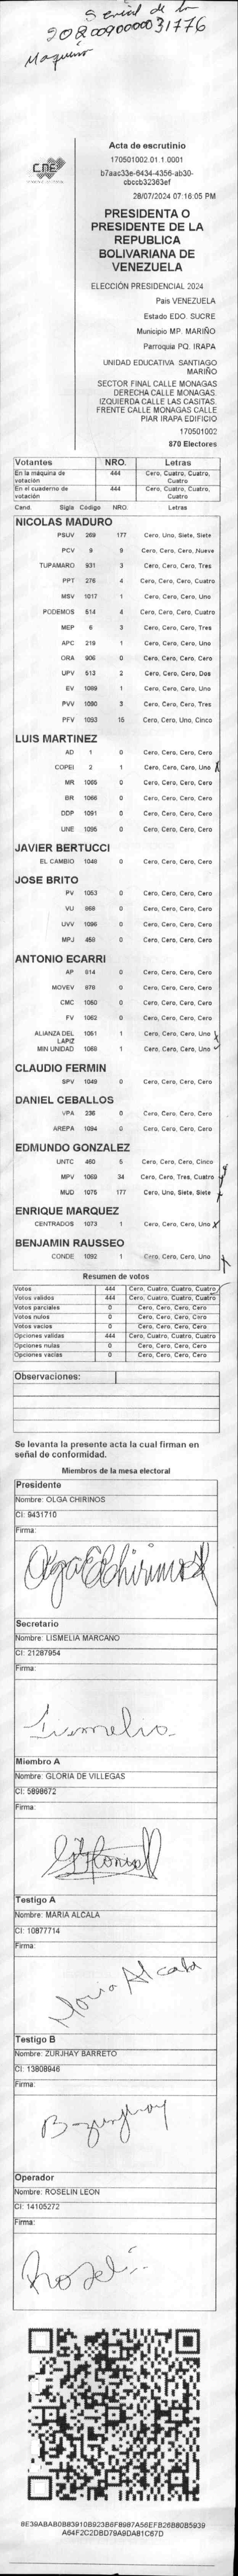 Serial de la
20820090000031776
Maquina
CNE
Acta de escrutinio
170501002.01.1.0001
b7aac33e-6434-4356-ab30-
cbccb32363ef
28/07/2024 07:16:05 PM
PRESIDENTA O
PRESIDENTE DE LA
REPUBLICA
BOLIVARIANA DE
VENEZUELA
ELECCIÓN PRESIDENCIAL 2024
País VENEZUELA
Estado EDO. SUCRE
Municipio MP. MARIÑO
Parroquia PQ. IRAPA
UNIDAD EDUCATIVA SANTIAGO
MARIÑO
SECTOR FINAL CALLE MONAGAS
DERECHA CALLE MONAGAS.
IZQUIERDA CALLE LAS CASITAS.
FRENTE CALLE MONAGAS CALLE
PIAR IRAPA EDIFICIO
170501002
870 Electores
Votantes NRO. Letras
En la máquina de votación 444 Cero, Cuatro, Cuatro, Cuatro
En el cuaderno de votación 444 Cero, Cuatro, Cuatro, Cuatro
Cand. Sigla Código NRO. Letras
NICOLAS MADURO
PSUV 269 177 Cero, Uno, Siete, Siete
PCV 9 9 Cero, Cero, Cero, Nueve
TUPAMARO 931 3 Cero, Cero, Cero, Tres
PPT 276 4 Cero, Cero, Cero, Cuatro
MSV 1017 1 Cero, Cero, Cero, Uno
PODEMOS 514 4 Cero, Cero, Cero, Cuatro
MEP 6 3 Cero, Cero, Cero, Tres
APC 219 1 Cero, Cero, Cero, Uno
ORA 906 0 Cero, Cero, Cero, Cero
UPV 513 2 Cero, Cero, Cero, Dos
EV 1089 1 Cero, Cero, Cero, Uno
PVV 1090 3 Cero, Cero, Cero, Tres
PFV 1093 15 Cero, Cero, Uno, Cinco
LUIS MARTINEZ
AD 1 0 Cero, Cero, Cero, Cero
COPEI 2 1 Cero, Cero, Cero, Uno
MR 1065 0 Cero, Cero, Cero, Cero
BR 1066 0 Cero, Cero, Cero, Cero
DDP 1091 0 Cero, Cero, Cero, Cero
UNE 1095 0 Cero, Cero, Cero, Cero
JAVIER BERTUCCI
EL CAMBIO 1048 0 Cero, Cero, Cero, Cero
JOSE BRITO
PV 1053 0 Cero, Cero, Cero, Cero
VU 968 0 Cero, Cero, Cero, Cero
UVV 1096 0 Cero, Cero, Cero, Cero
MPJ 459 0 Cero, Cero, Cero, Cero
ANTONIO ECARRI
AP 914 0 Cero, Cero, Cero, Cero
MOVEV 978 0 Cero, Cero, Cero, Cero
CMC 1050 0 Cero, Cero, Cero, Cero
FV 1062 0 Cero, Cero, Cero, Cero
ALIANZA DEL LAPIZ 1051 1 Cero, Cero, Cero, Uno
MIN UNIDAD 1068 1 Cero, Cero, Cero, Uno
CLAUDIO FERMIN
SPV 1049 0 Cero, Cero, Cero, Cero
DANIEL CEBALLOS
VPA 236 0 Cero, Cero, Cero, Cero
AREPA 1094 0 Cero, Cero, Cero, Cero
EDMUNDO GONZALEZ
UNTC 460 5 Cero, Cero, Cero, Cinco
MPV 1069 34 Cero, Cero, Tres, Cuatro
MUD 1075 177 Cero, Uno, Siete, Siete
ENRIQUE MARQUEZ
CENTRADOS 1073 1 Cero, Cero, Cero, Uno
BENJAMIN RAUSSEO
CONDE 1092 1 Cero, Cero, Cero, Uno
Resumen de votos
Votos 444 Cero, Cuatro, Cuatro, Cuatro
Votos validos 444 Cero, Cuatro, Cuatro, Cuatro
Votos parciales 0 Cero, Cero, Cero, Cero
Votos nulos 0 Cero, Cero, Cero, Cero
Votos vacios 0 Cero, Cero, Cero, Cero
Opciones validas 444 Cero, Cuatro, Cuatro, Cuatro
Opciones nulas 0 Cero, Cero, Cero, Cero
Opciones vacias 0 Cero, Cero, Cero, Cero
Observaciones:
Se levanta la presente acta la cual firman en
señal de conformidad.
Miembros de la mesa electoral
Presidente
Nombre: OLGA CHIRINOS
CI: 9431710
Firma:
Olga E Chirinos
Secretario
Nombre: LISMELIA MARCANO
CI: 21287954
Firma:
Lismelia
Miembro A
Nombre: GLORIA DE VILLEGAS
CI: 5898672
Firma:
Testigo A
Nombre: MARIA ALCALA
CI: 10877714
Firma:
Maria Alcala
Testigo B
Nombre: ZURJHAY BARRETO
CI: 13808946
Firma:
Operador
Nombre: ROSELIN LEON
CI: 14105272
Firma:
Roseli
8E39ABAB0B83910B923B6F8987A56EFB26B80B5939
A64F2C2DBD79A9DA81C67D